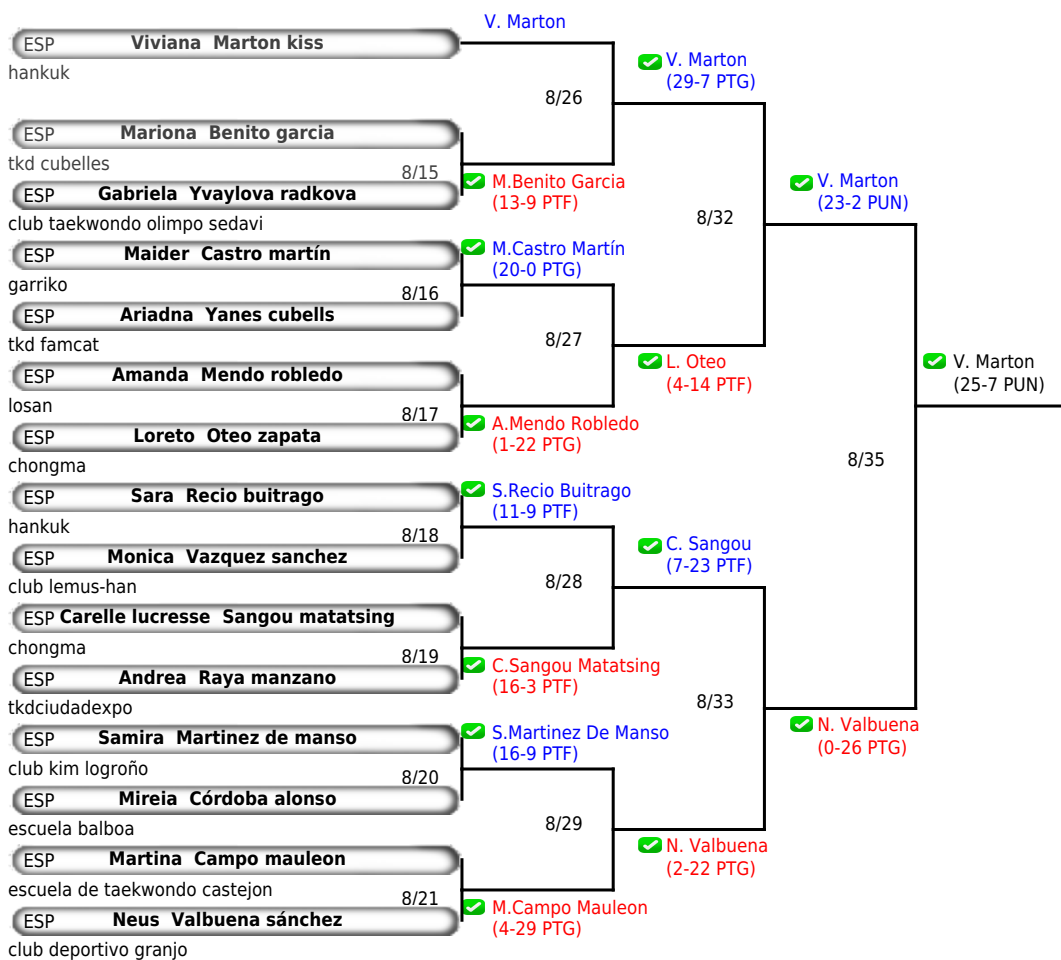 V. Marton
ESP Viviana Marton kiss
hankuk
V. Marton
(29-7 PTG)
8/26
ESP Mariona Benito garcia
tkd cubelles
8/15
M.Benito Garcia
(13-9 PTF)
ESP Gabriela Yvaylova radkova
club taekwondo olimpo sedavi
V. Marton
(23-2 PUN)
8/32
ESP Maider Castro martín
garriko
M.Castro Martín
(20-0 PTG)
8/16
ESP Ariadna Yanes cubells
tkd famcat
8/27
L. Oteo
(4-14 PTF)
V. Marton
(25-7 PUN)
ESP Amanda Mendo robledo
losan
8/17
A.Mendo Robledo
(1-22 PTG)
ESP Loreto Oteo zapata
chongma
8/35
ESP Sara Recio buitrago
hankuk
S.Recio Buitrago
(11-9 PTF)
8/18
ESP Monica Vazquez sanchez
club lemus-han
C. Sangou
(7-23 PTF)
8/28
ESP Carelle lucresse Sangou matatsing
chongma
8/19
C.Sangou Matatsing
(16-3 PTF)
ESP Andrea Raya manzano
tkdciudadexpo
8/33
N. Valbuena
(0-26 PTG)
ESP Samira Martinez de manso
club kim logroño
S.Martinez De Manso
(16-9 PTF)
8/20
ESP Mireia Córdoba alonso
escuela balboa
8/29
N. Valbuena
(2-22 PTG)
ESP Martina Campo mauleon
escuela de taekwondo castejon
8/21
M.Campo Mauleon
(4-29 PTG)
ESP Neus Valbuena sánchez
club deportivo granjo